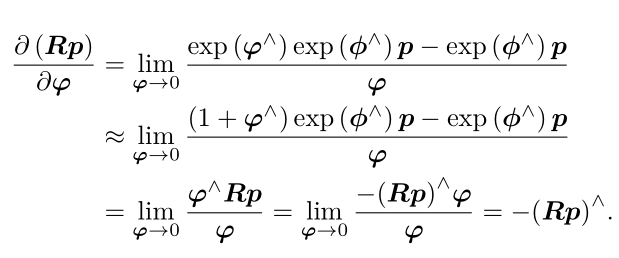 ∂(𝑹𝒑)/∂𝝋 = lim_{𝝋→0} (exp(𝝋^∧) exp(ϕ^∧) 𝒑 − exp(ϕ^∧) 𝒑)/𝝋
≈ lim_{𝝋→0} ((1 + 𝝋^∧) exp(ϕ^∧) 𝒑 − exp(ϕ^∧) 𝒑)/𝝋
= lim_{𝝋→0} (𝝋^∧ 𝑹𝒑)/𝝋 = lim_{𝝋→0} (−(𝑹𝒑)^∧ 𝝋)/𝝋 = −(𝑹𝒑)^∧.